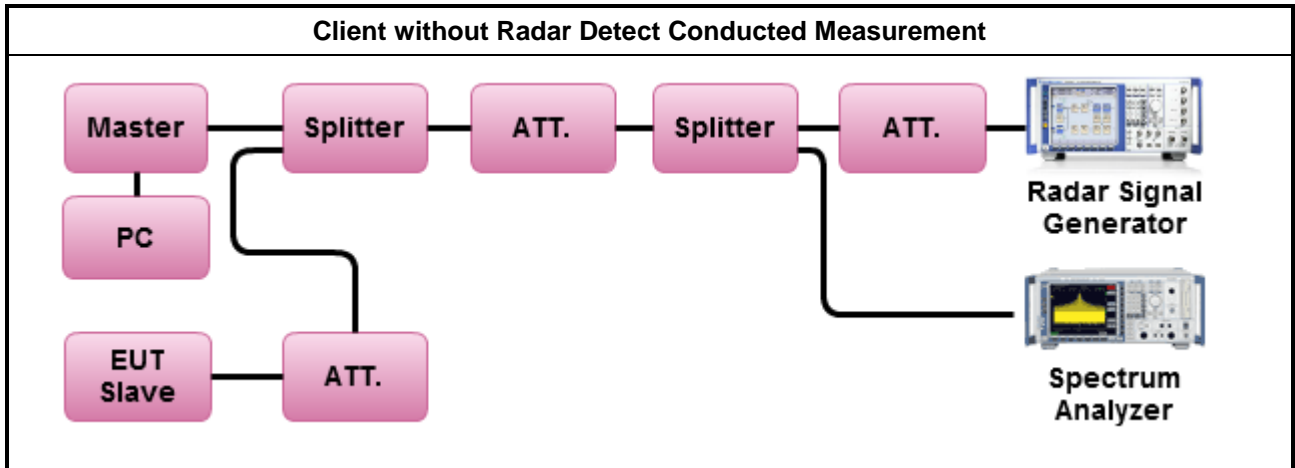 Client without Radar Detect Conducted Measurement
Master
Splitter
ATT.
Splitter
ATT.
Radar Signal
Generator
PC
EUT
Slave
ATT.
Spectrum
Analyzer